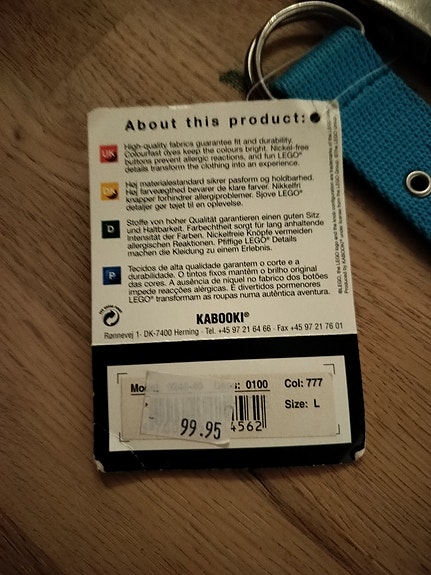 About this product:
UK
High-quality fabrics guarantee fit and durability.
Colourfast dyes keep the colours bright. Nickel-free
buttons prevent allergic reactions, and fun LEGO®
details transform the clothing into an experience.
DK
Høj materialestandard sikrer pasform og holdbarhed.
Høj farveægthed bevarer de klare farver. Nikkelfri
knapper forhindrer allergiproblemer. Sjove LEGO®
detaljer gør tøjet til en oplevelse.
D
Stoffe von hoher Qualität garantieren einen guten Sitz
und Haltbarkeit. Farbechtheit sorgt für lang anhaltende
Intensität der Farben. Nickelfreie Knöpfe vermeiden
allergischen Reaktionen. Pfiffige LEGO® Details
machen die Kleidung zu einem Erlebnis.
P
Tecidos de alta qualidade garantem o corte e a
durabilidade. O tintos fixos mantêm o brilho original
das cores. A ausência de níquel no fabrico dos botões
impede reacções alérgicas. E divertidos pormenores
LEGO® transformam as roupas numa autêntica aventura.
KABOOKI®
Rønnevej 1· DK-7400 Herning · Tel. +45 97 21 64 66 · Fax +45 97 21 76 01
0100 Col: 777
Size: L
4562
99.95